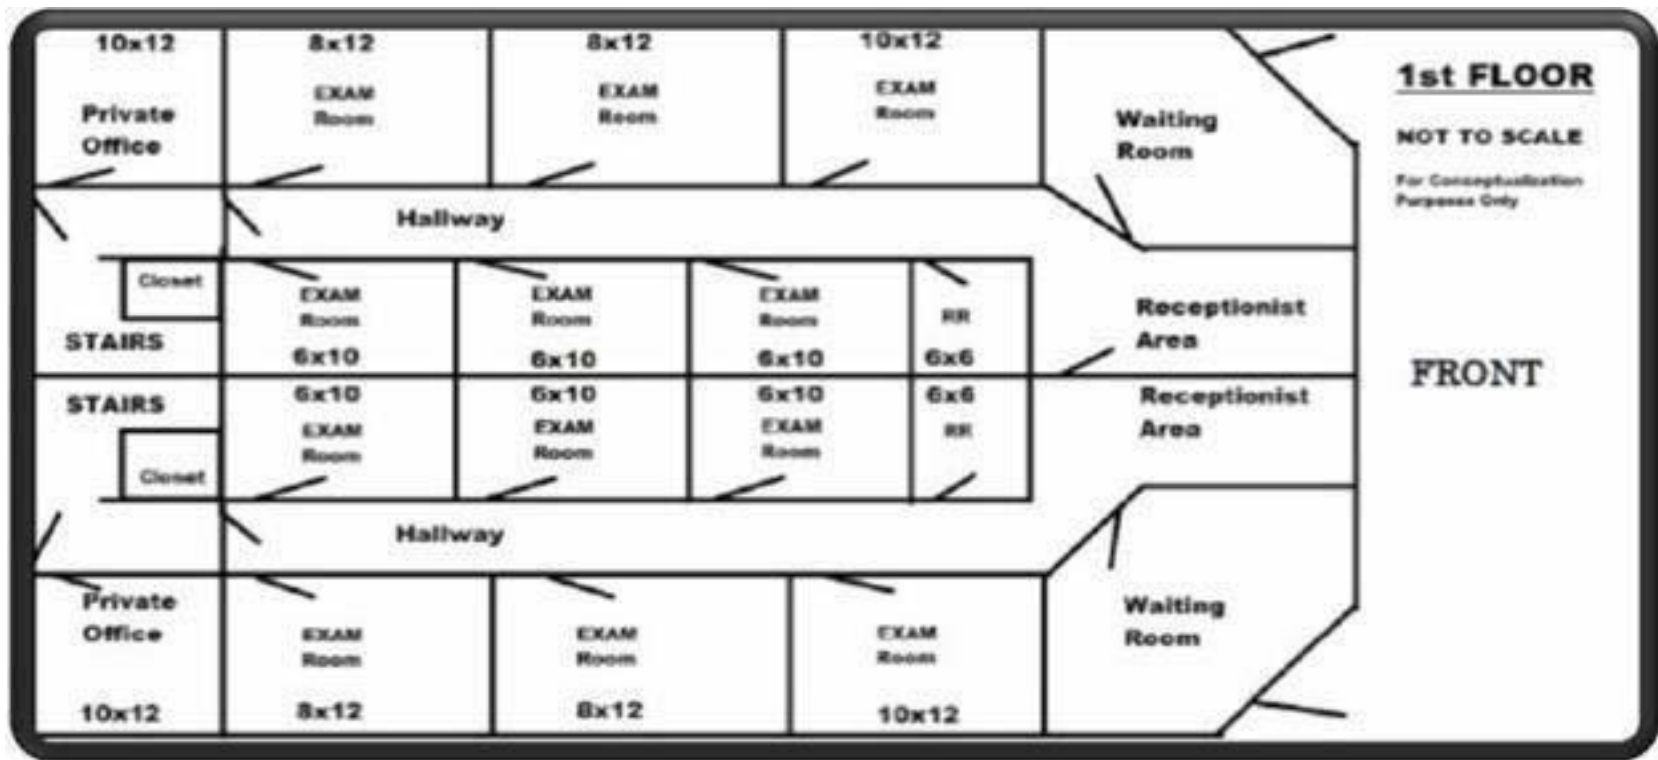 10x12
Private
Office
8x12
EXAM
Room
8x12
EXAM
Room
10x12
EXAM
Room
Waiting
Room
1st FLOOR
NOT TO SCALE
For Conceptualization
Purposes Only
Hallway
Closet
STAIRS
EXAM
Room
6x10
EXAM
Room
6x10
EXAM
Room
6x10
RR
6x6
Receptionist
Area
FRONT
STAIRS
Closet
6x10
EXAM
Room
6x10
EXAM
Room
6x10
EXAM
Room
6x6
RR
Receptionist
Area
Hallway
Private
Office
10x12
EXAM
Room
8x12
EXAM
Room
8x12
EXAM
Room
10x12
Waiting
Room